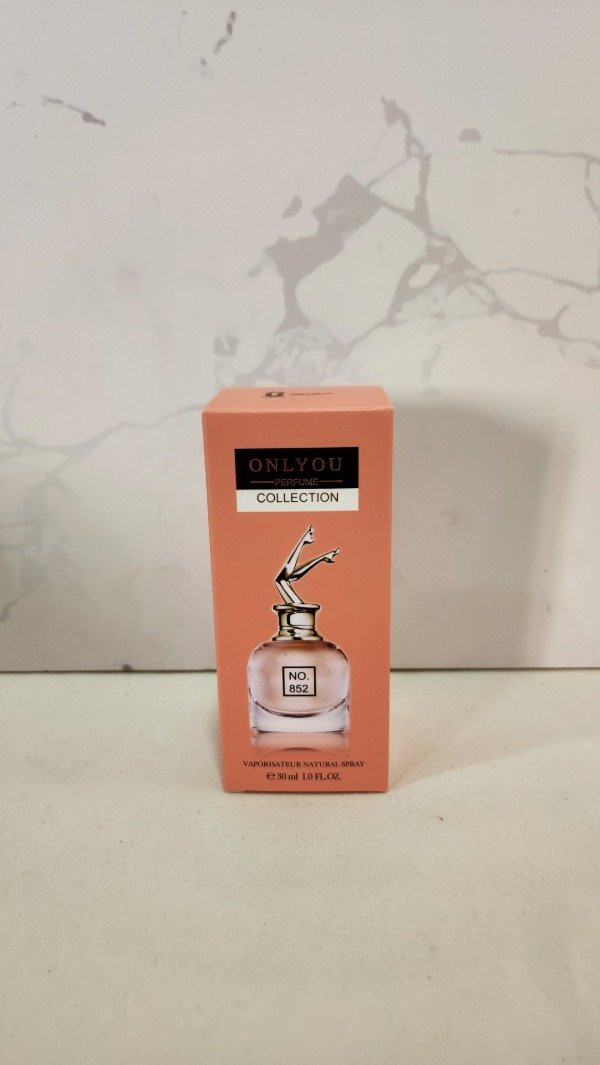 ONLYOU
PERFUME
COLLECTION
NO.
852
VAPORISATEUR NATURAL SPRAY
℮ 30 ml 1.0 FL.OZ.